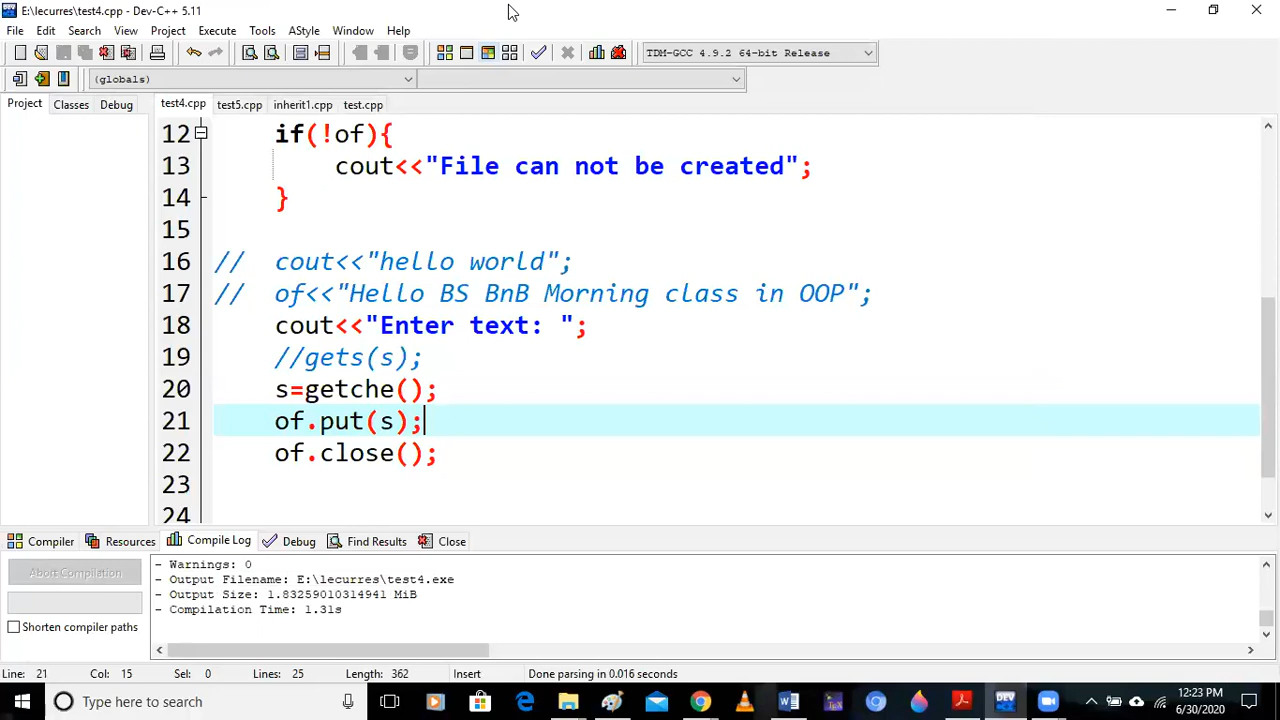 E:\lecurres\test4.cpp - Dev-C++ 5.11
File Edit Search View Project Execute Tools AStyle Window Help
TDM-GCC 4.9.2 64-bit Release
(globals)
Project Classes Debug
test4.cpp test5.cpp inherit1.cpp test.cpp
12 if(!of){
13 cout<<"File can not be created";
14 }
15
16 // cout<<"hello world";
17 // of<<"Hello BS BnB Morning class in OOP";
18 cout<<"Enter text: ";
19 //gets(s);
20 s=getche();
21 of.put(s);
22 of.close();
23
24
Compiler Resources Compile Log Debug Find Results Close
Abort Compilation
Shorten compiler paths
- Warnings: 0
- Output Filename: E:\lecurres\test4.exe
- Output Size: 1.83259010314941 MiB
- Compilation Time: 1.31s
Line: 21 Col: 15 Sel: 0 Lines: 25 Length: 362 Insert Done parsing in 0.016 seconds
Type here to search
DEV
12:23 PM
6/30/2020